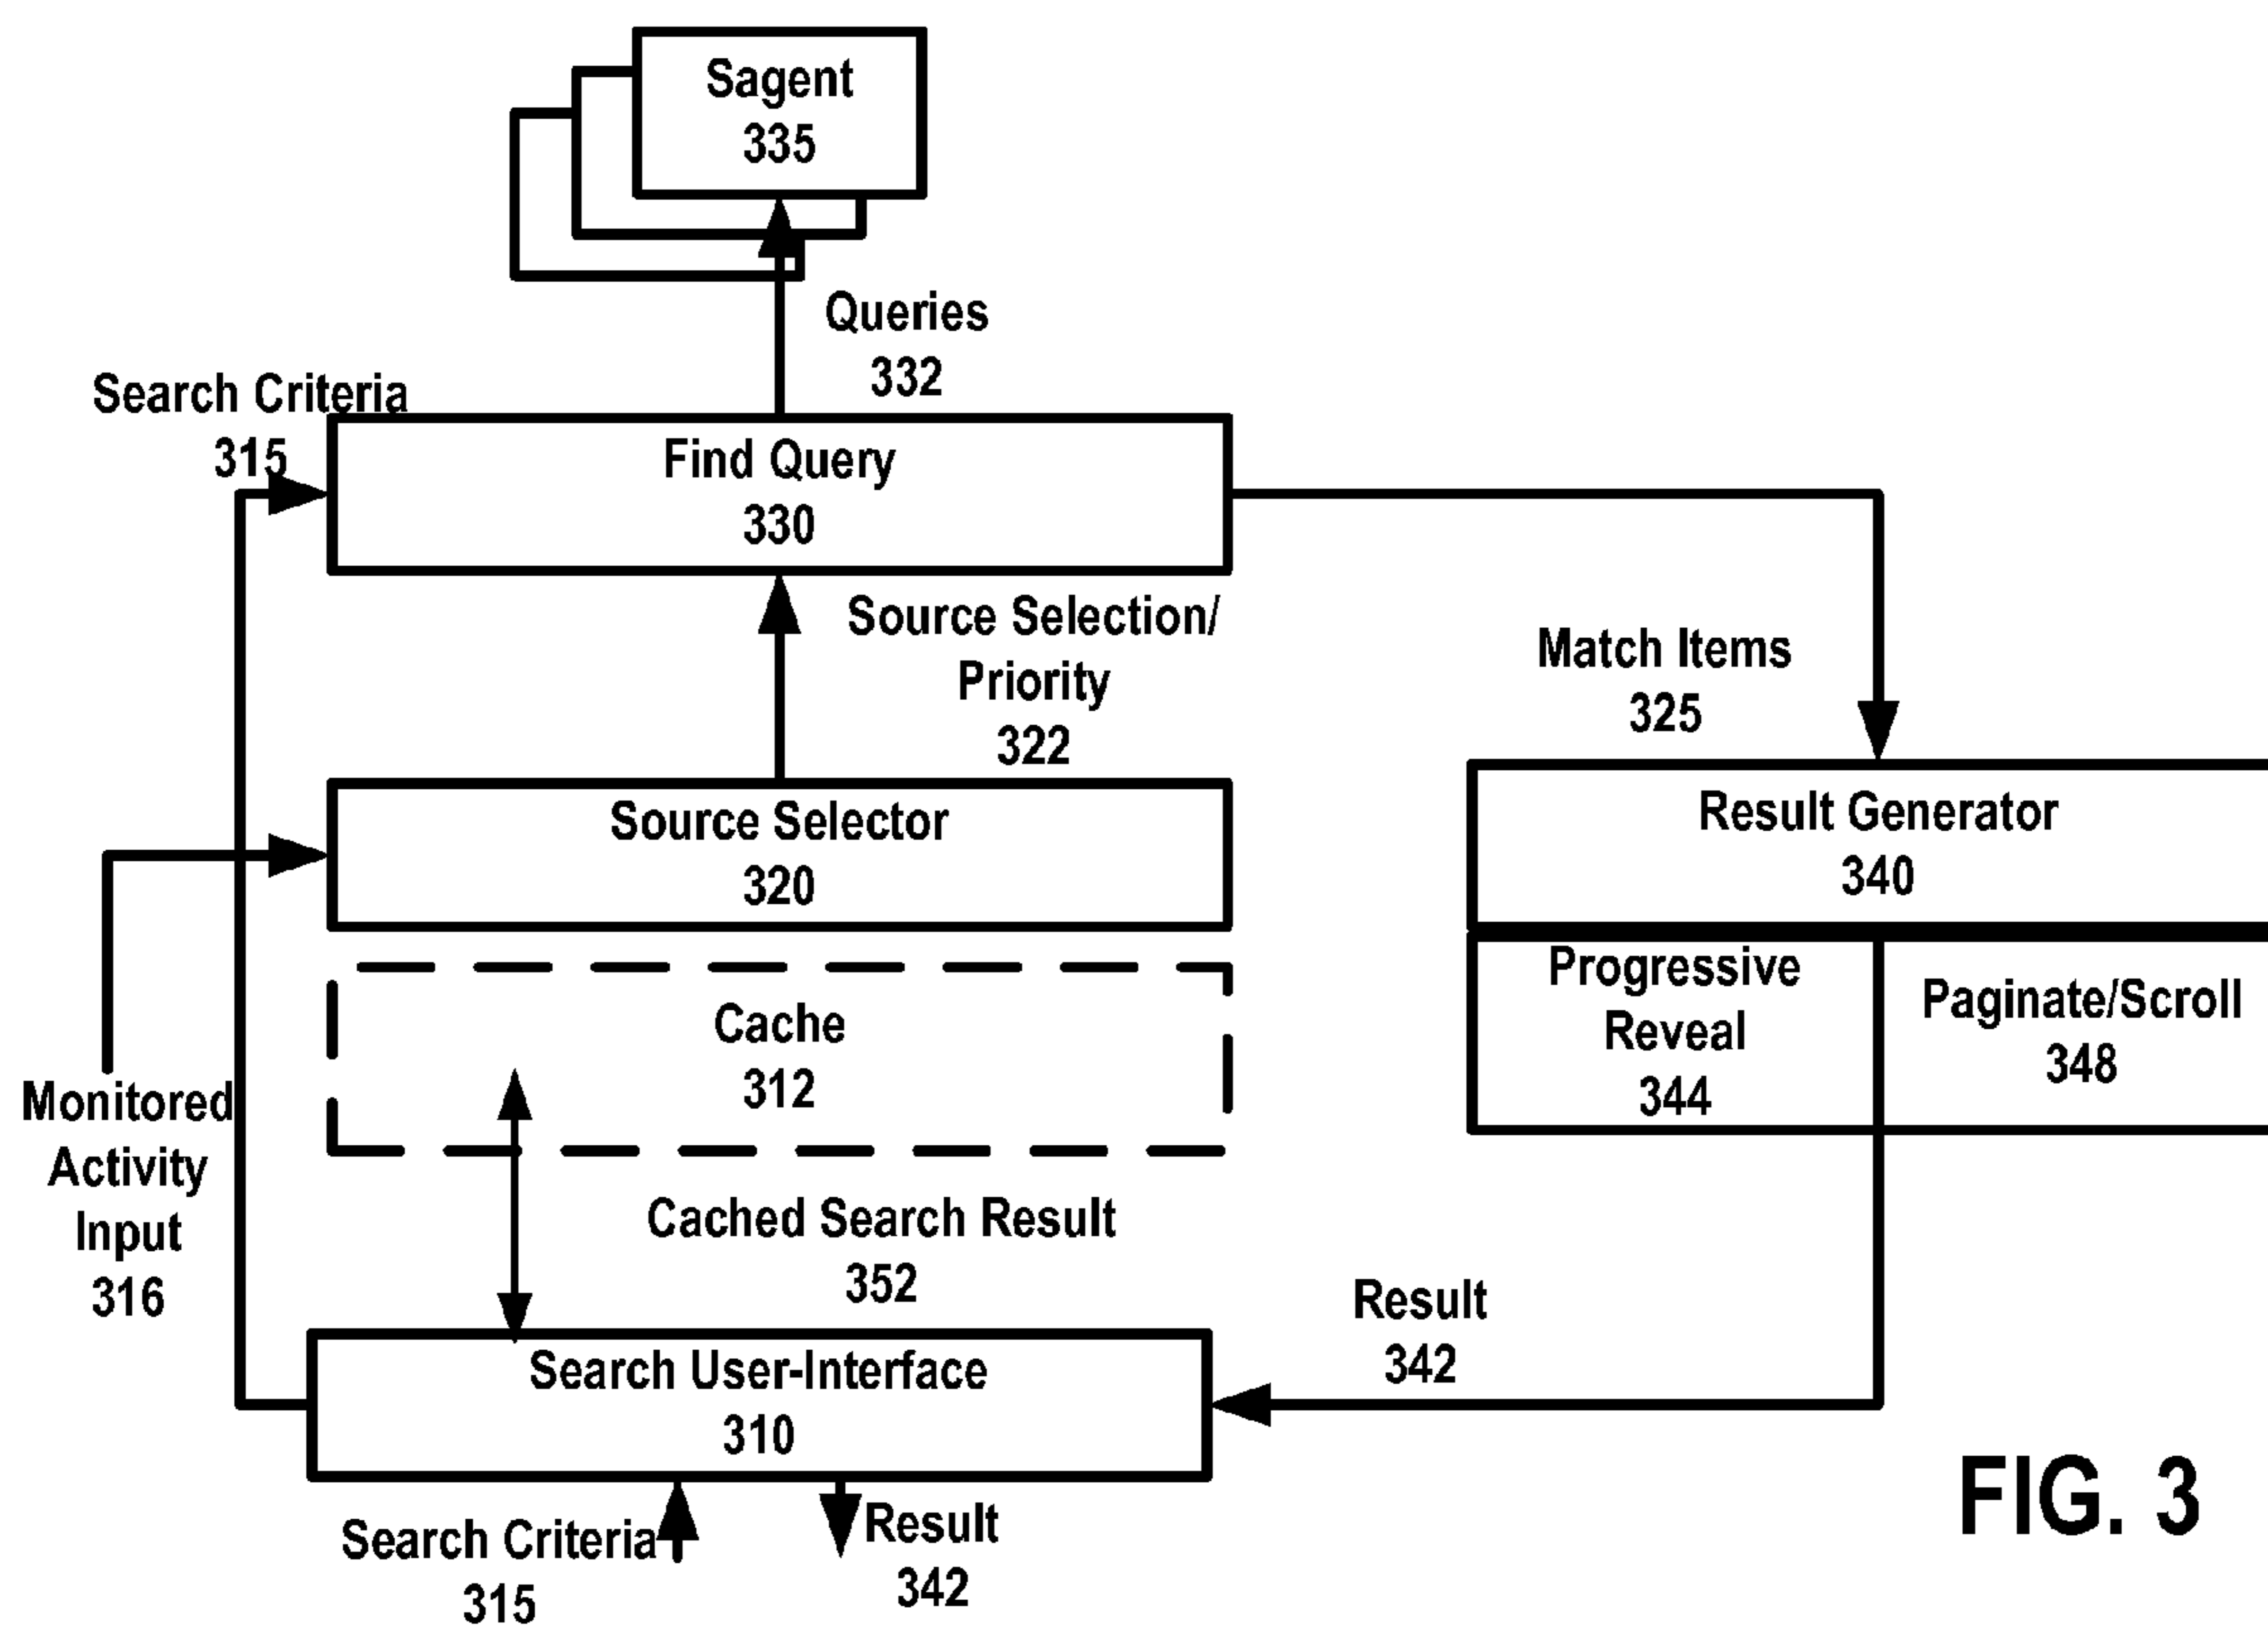 Sagent
335
Queries
332
Search Criteria
315
Find Query
330
Source Selection/
Priority
322
Match Items
325
Source Selector
320
Result Generator
340
Progressive
Reveal
344
Paginate/Scroll
348
Cache
312
Monitored
Activity
Input
316
Cached Search Result
352
Result
342
Search User-Interface
310
Search Criteria
315
Result
342
FIG. 3